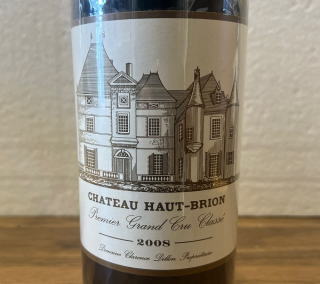 CHATEAU HAUT-BRION
Premier Grand Cru Classé
2008
Domaine Clarence Dillon Propriétaire